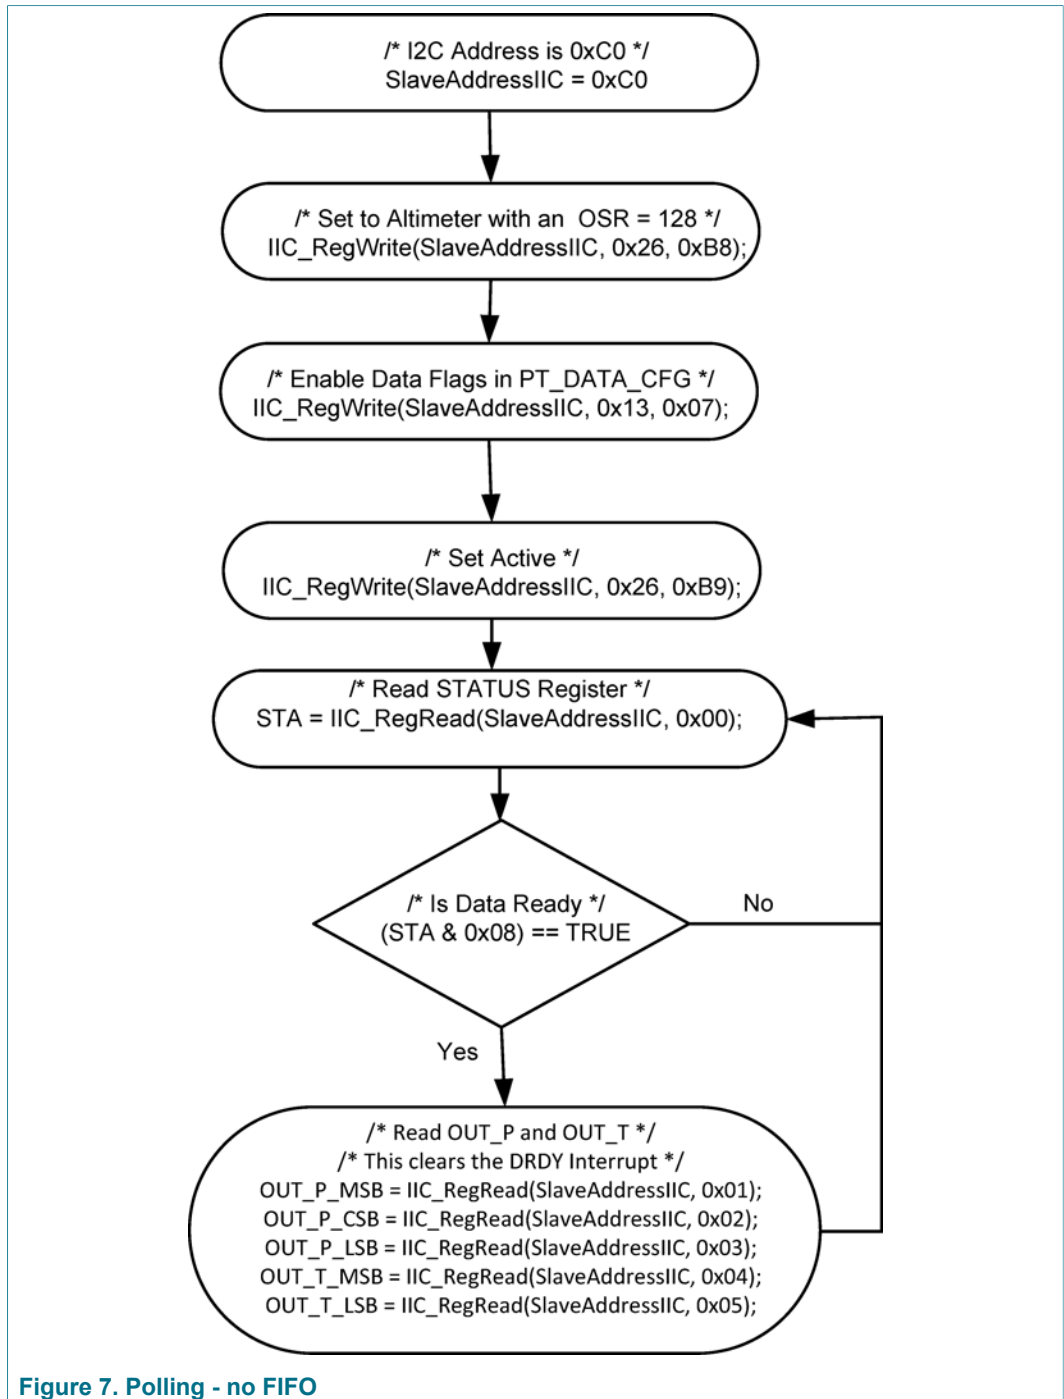 /* I2C Address is 0xC0 */
SlaveAddressIIC = 0xC0
/* Set to Altimeter with an  OSR = 128 */
IIC_RegWrite(SlaveAddressIIC, 0x26, 0xB8);
/* Enable Data Flags in PT_DATA_CFG */
IIC_RegWrite(SlaveAddressIIC, 0x13, 0x07);
/* Set Active */
IIC_RegWrite(SlaveAddressIIC, 0x26, 0xB9);
/* Read STATUS Register */
STA = IIC_RegRead(SlaveAddressIIC, 0x00);
/* Is Data Ready */
(STA & 0x08) == TRUE
No
Yes
/* Read OUT_P and OUT_T */
/* This clears the DRDY Interrupt */
OUT_P_MSB = IIC_RegRead(SlaveAddressIIC, 0x01);
OUT_P_CSB = IIC_RegRead(SlaveAddressIIC, 0x02);
OUT_P_LSB = IIC_RegRead(SlaveAddressIIC, 0x03);
OUT_T_MSB = IIC_RegRead(SlaveAddressIIC, 0x04);
OUT_T_LSB = IIC_RegRead(SlaveAddressIIC, 0x05);
Figure 7. Polling - no FIFO